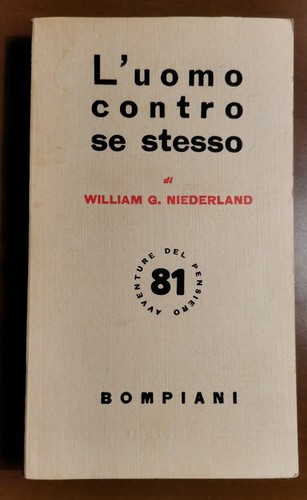 L'uomo
contro
se stesso
di
WILLIAM G. NIEDERLAND
AVVENTURE DEL PENSIERO
81
BOMPIANI